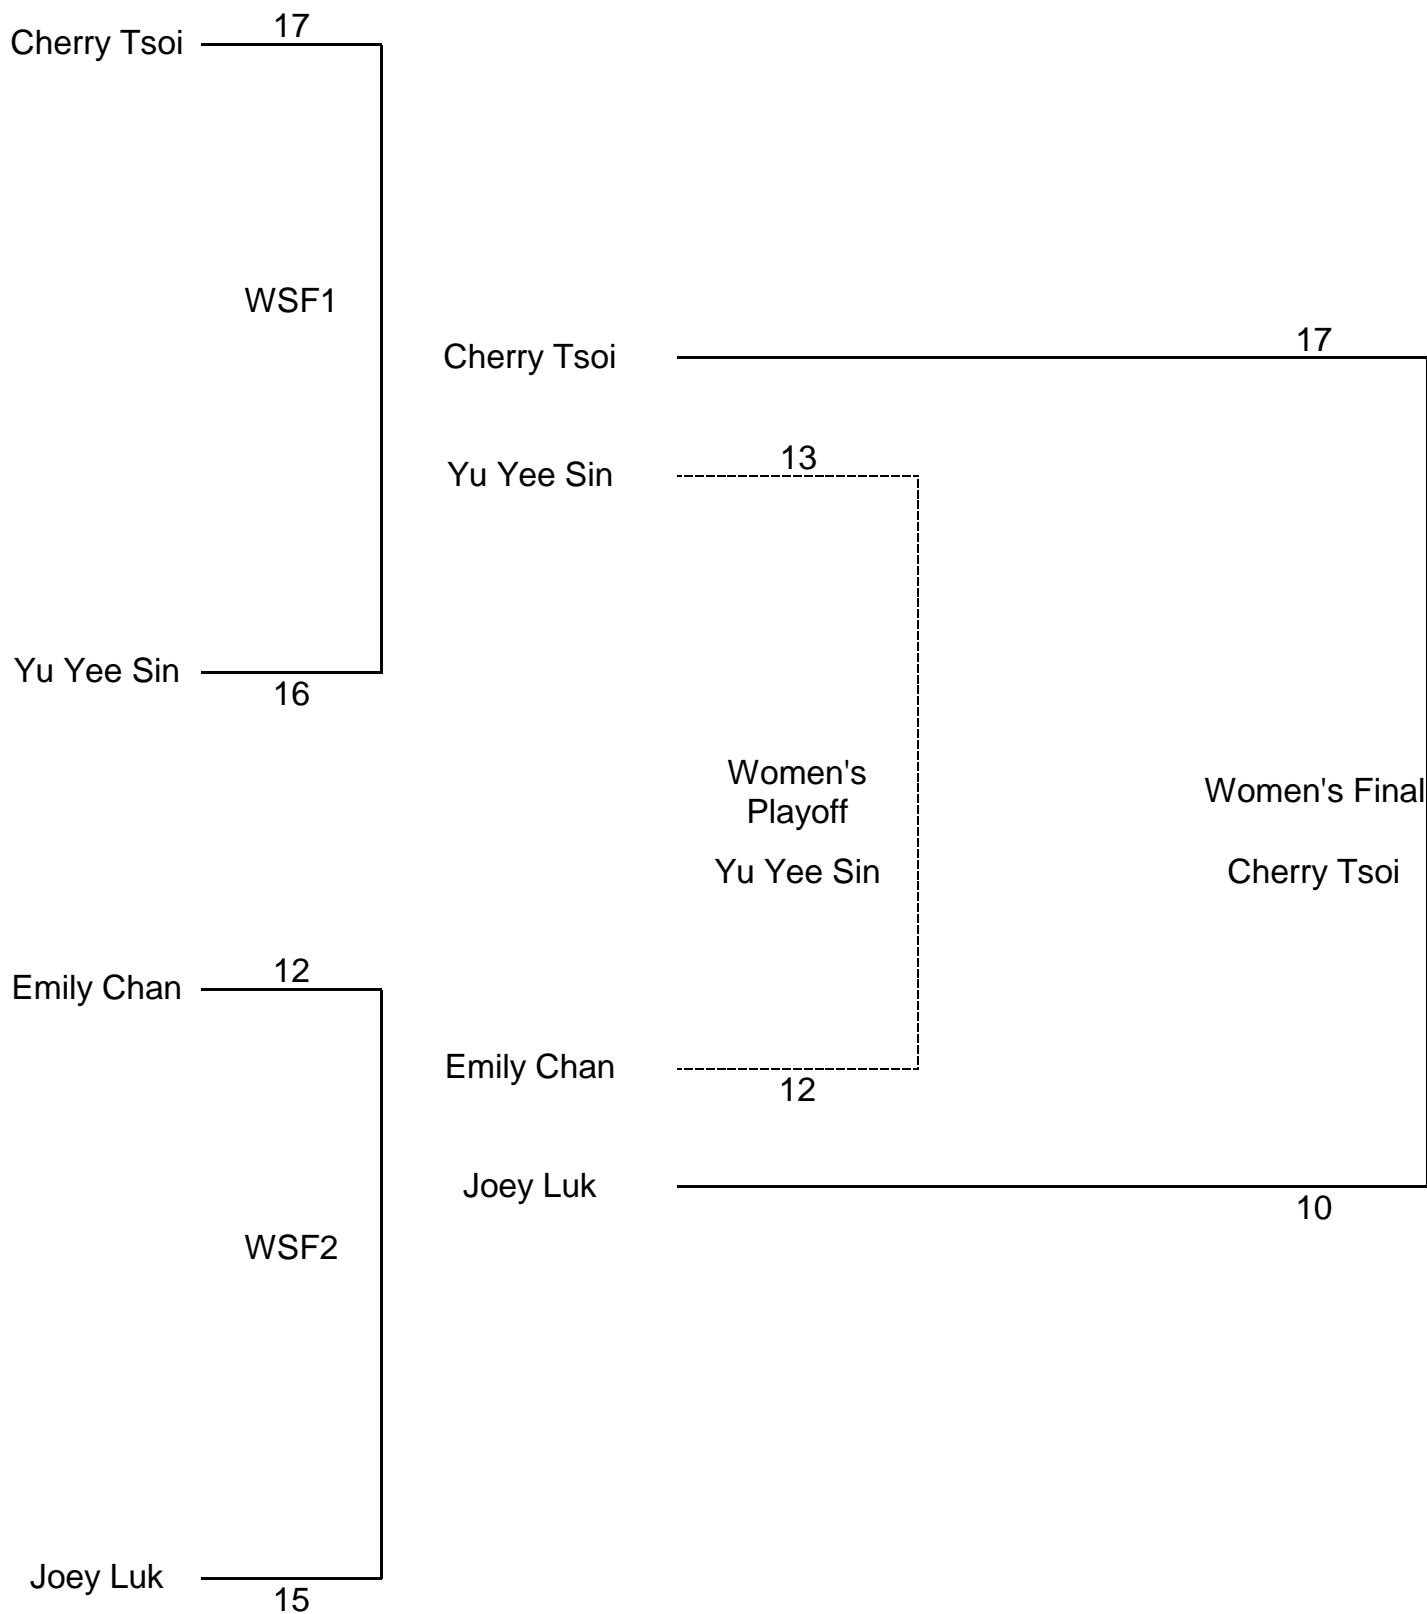 17
Cherry Tsoi
WSF1
17
Cherry Tsoi
13
Yu Yee Sin
Yu Yee Sin
16
Women's
Playoff
Women's Final
Yu Yee Sin
Cherry Tsoi
12
Emily Chan
Emily Chan
12
Joey Luk
10
WSF2
Joey Luk
15